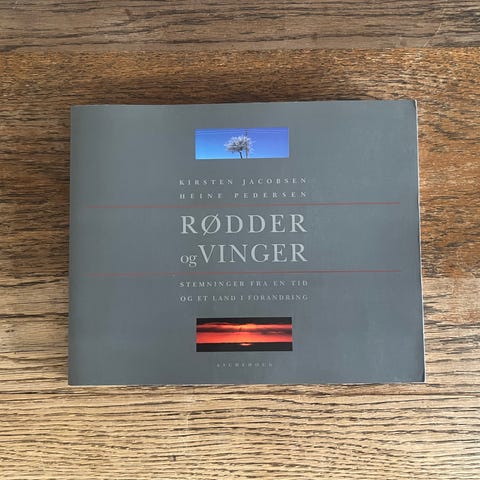 KIRSTEN JACOBSEN
HEINE PEDERSEN
RØDDER
og VINGER
STEMNINGER FRA EN TID
OG ET LAND I FORANDRING